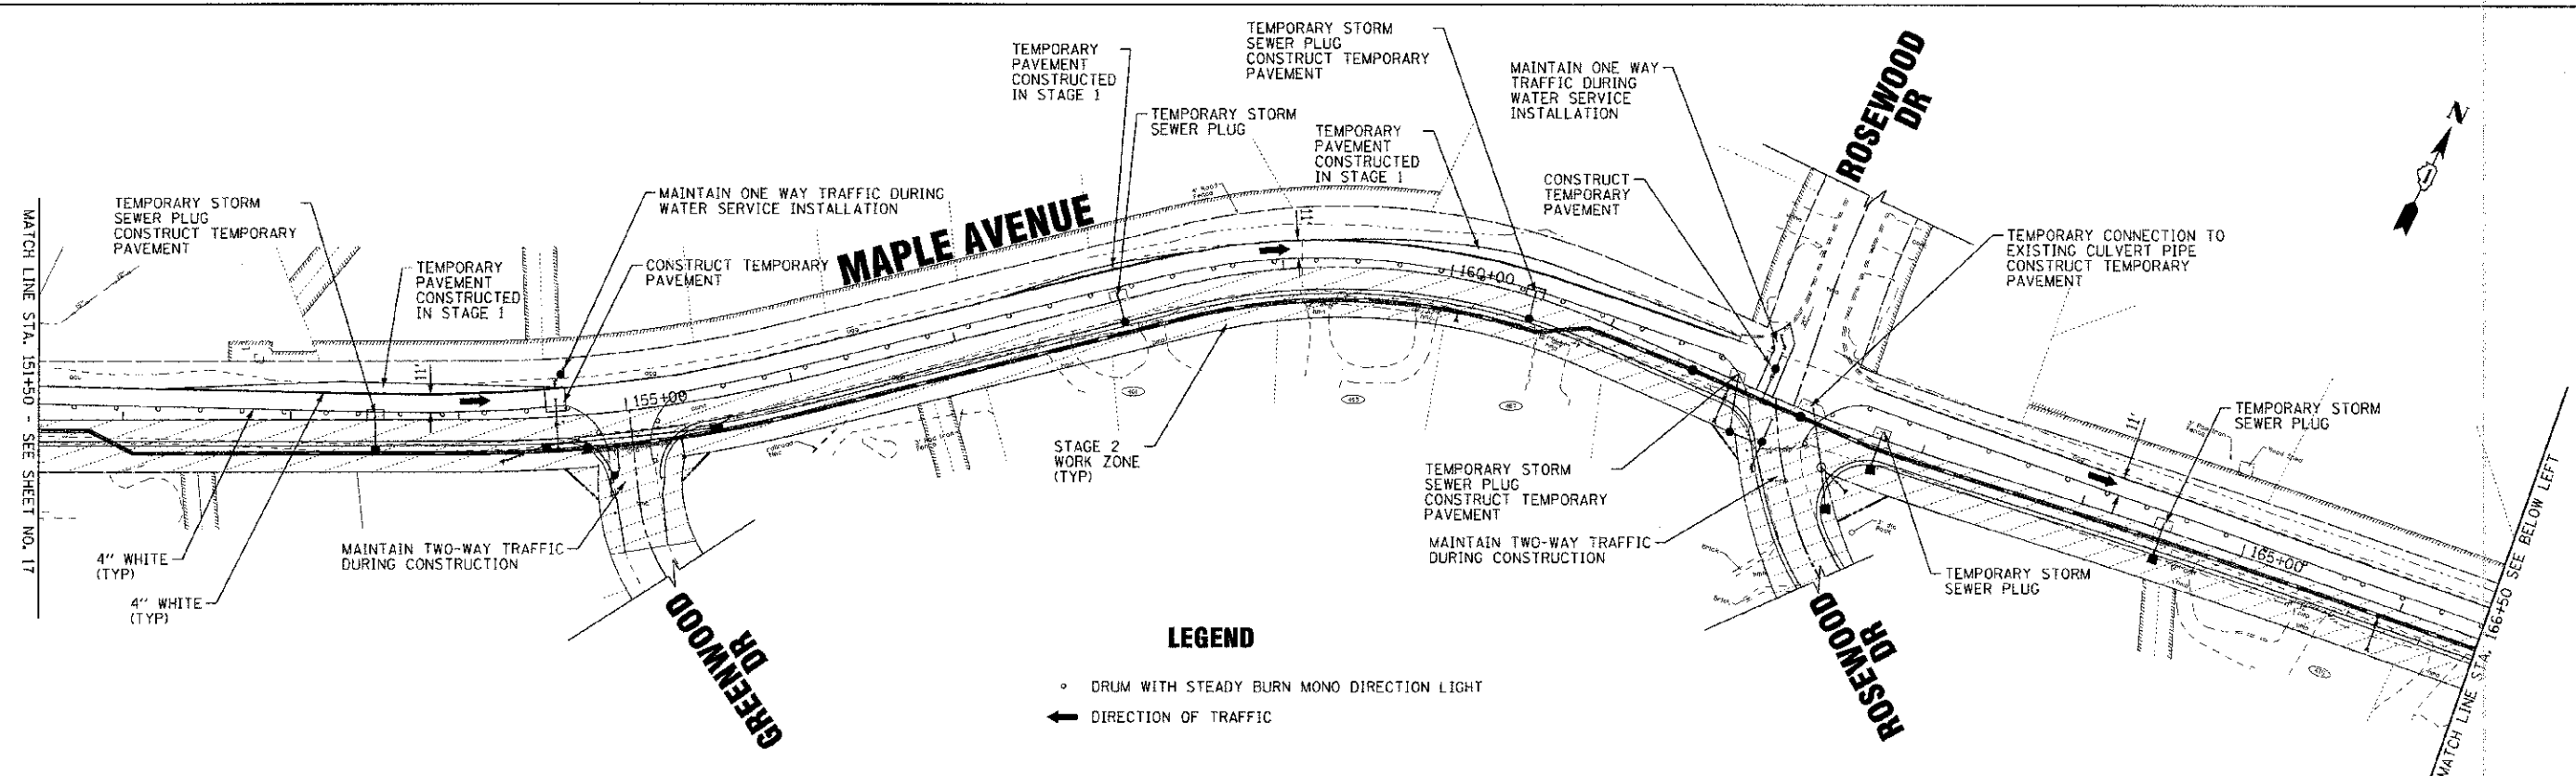 TEMPORARY STORM
SEWER PLUG
CONSTRUCT TEMPORARY
PAVEMENT
TEMPORARY
PAVEMENT
CONSTRUCTED
IN STAGE 1
MAINTAIN ONE WAY TRAFFIC DURING
WATER SERVICE INSTALLATION
CONSTRUCT TEMPORARY
PAVEMENT
MAPLE AVENUE
TEMPORARY
PAVEMENT
CONSTRUCTED
IN STAGE 1
TEMPORARY STORM
SEWER PLUG
TEMPORARY STORM
SEWER PLUG
CONSTRUCT TEMPORARY
PAVEMENT
TEMPORARY
PAVEMENT
CONSTRUCTED
IN STAGE 1
MAINTAIN ONE WAY
TRAFFIC DURING
WATER SERVICE
INSTALLATION
CONSTRUCT
TEMPORARY
PAVEMENT
ROSEWOOD
DR
N
TEMPORARY CONNECTION TO
EXISTING CULVERT PIPE
CONSTRUCT TEMPORARY
PAVEMENT
TEMPORARY STORM
SEWER PLUG
MATCH LINE STA. 151+50 - SEE SHEET NO. 17
11'
155+00
11'
160+00
11'
165+00
4" WHITE
(TYP)
4" WHITE
(TYP)
MAINTAIN TWO-WAY TRAFFIC
DURING CONSTRUCTION
GREENWOOD
DR
STAGE 2
WORK ZONE
(TYP)
TEMPORARY STORM
SEWER PLUG
CONSTRUCT TEMPORARY
PAVEMENT
MAINTAIN TWO-WAY TRAFFIC
DURING CONSTRUCTION
ROSEWOOD
DR
TEMPORARY STORM
SEWER PLUG
MATCH LINE STA. 166+50 SEE BELOW LEFT
LEGEND
DRUM WITH STEADY BURN MONO DIRECTION LIGHT
DIRECTION OF TRAFFIC